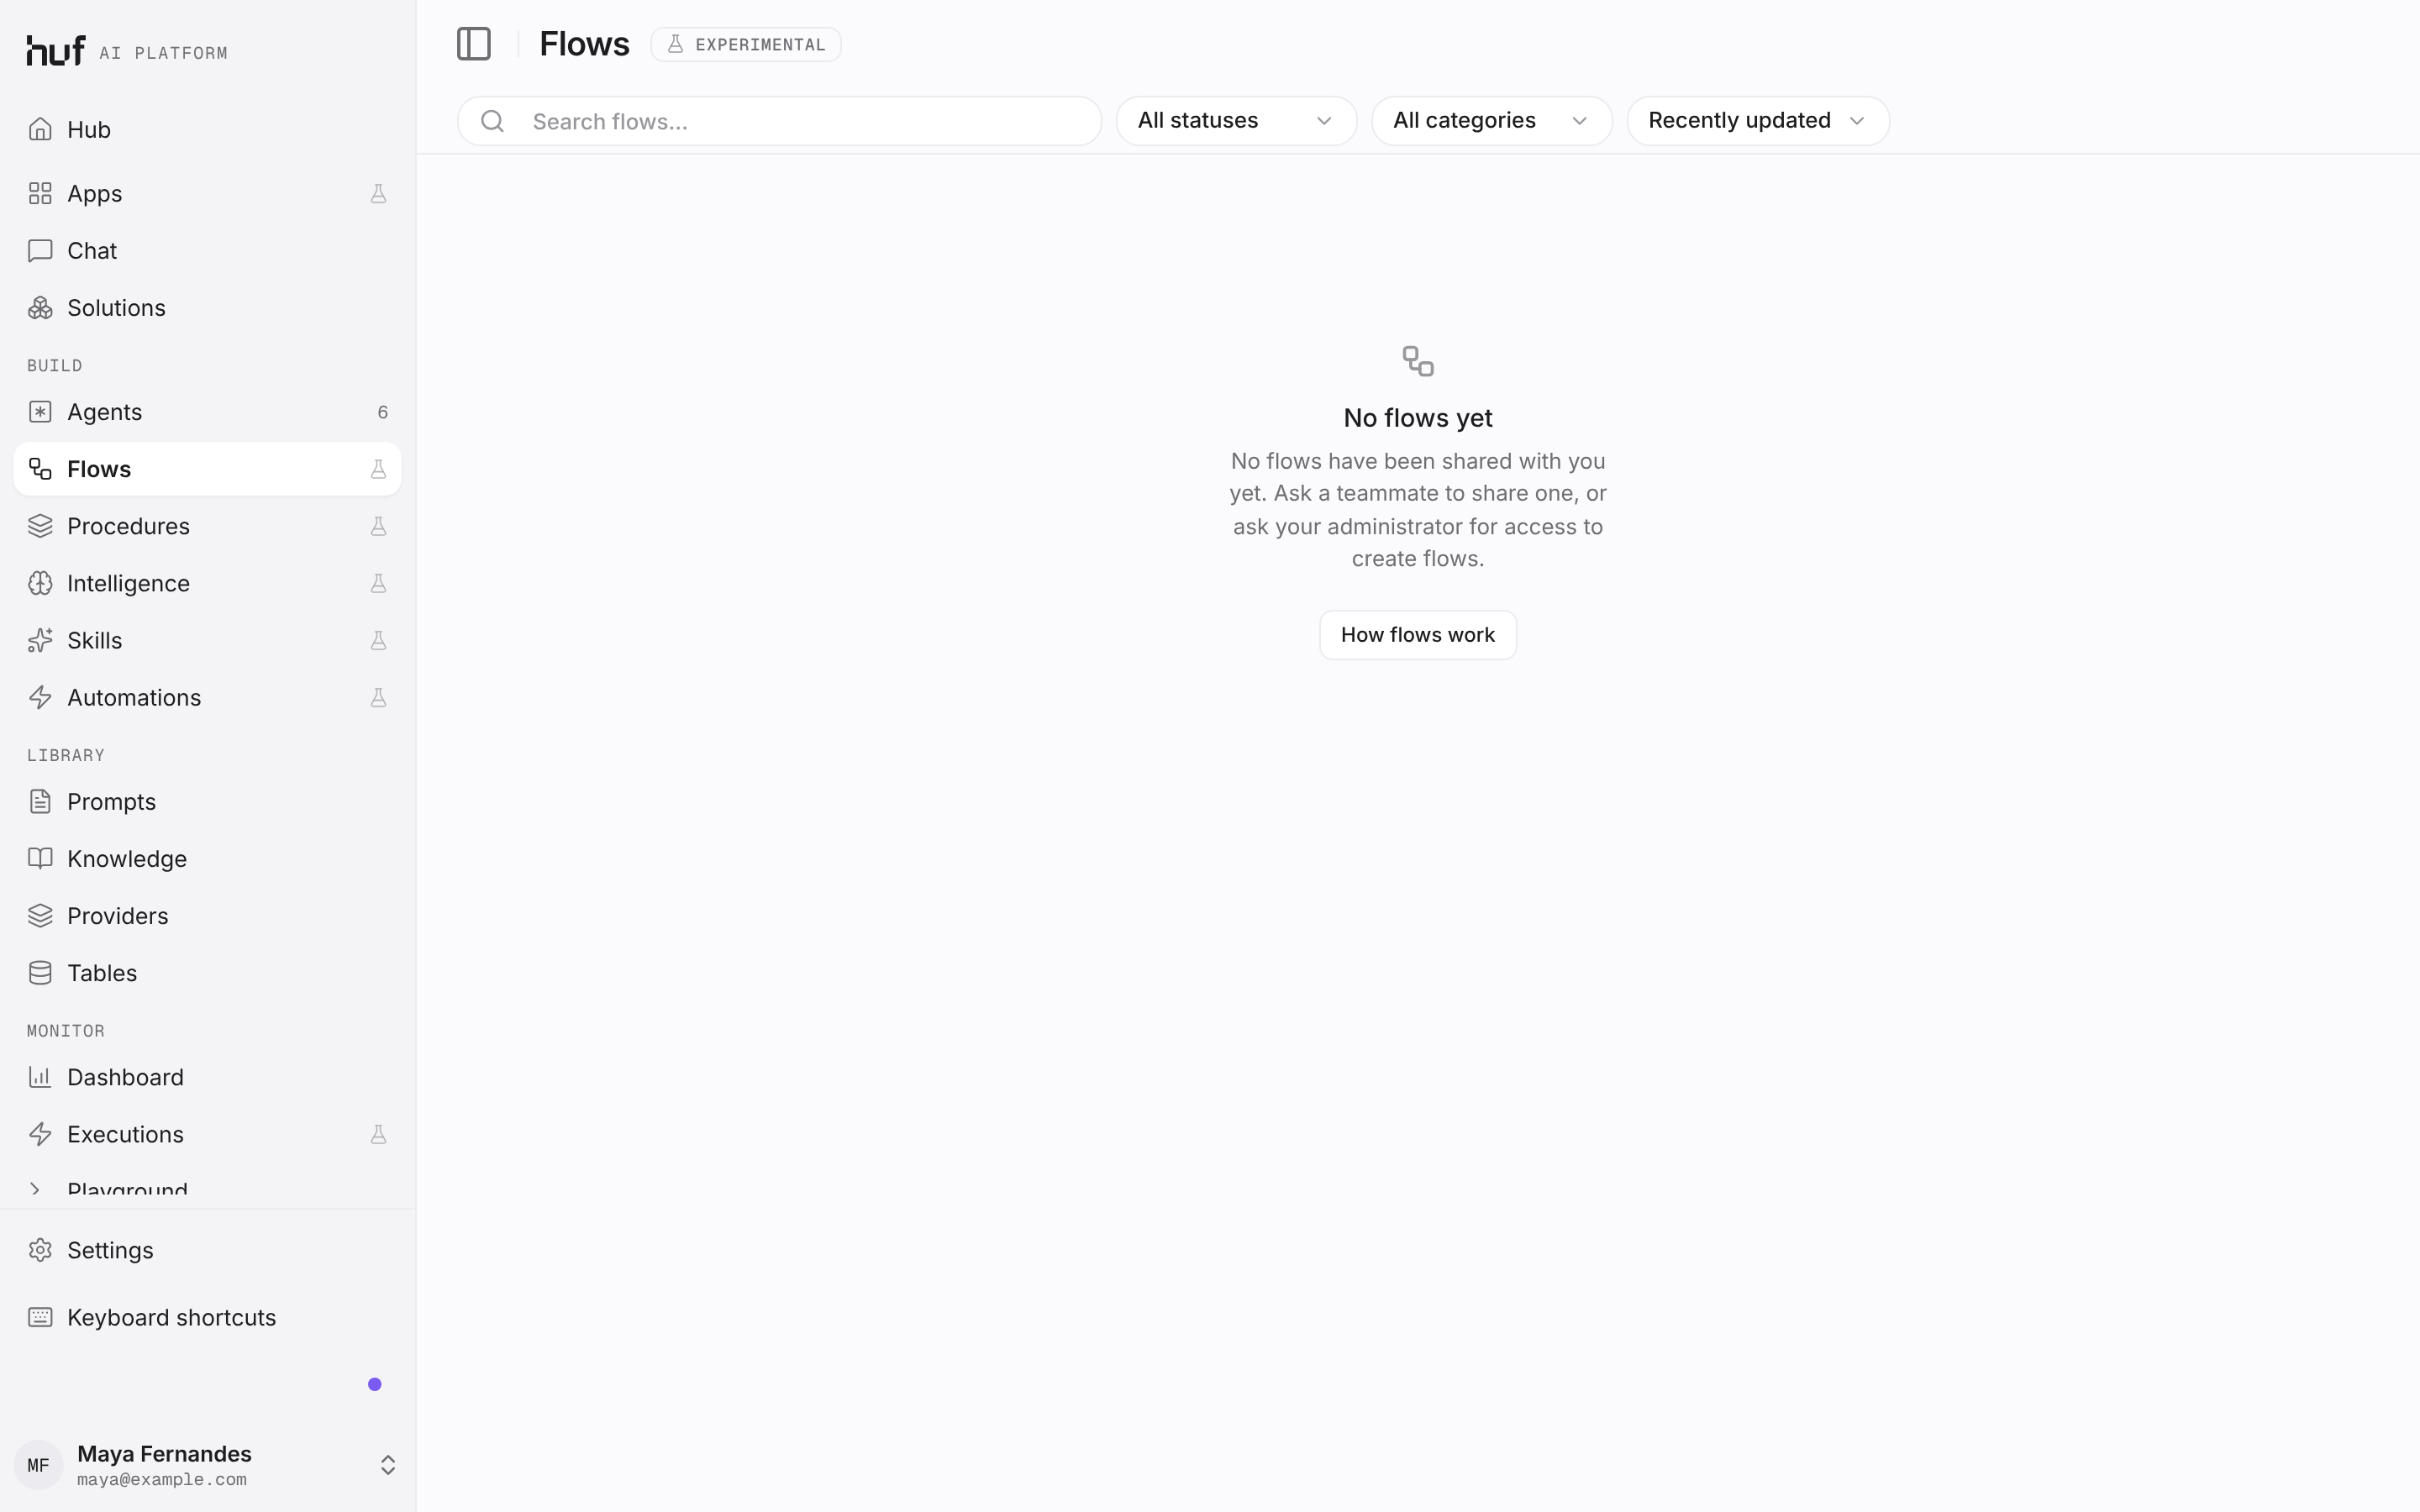 huf AI PLATFORM
Hub
Apps
Chat
Solutions
BUILD
Agents 6
Flows
Procedures
Intelligence
Skills
Automations
LIBRARY
Prompts
Knowledge
Providers
Tables
MONITOR
Dashboard
Executions
Playground
Settings
Keyboard shortcuts
MF
Maya Fernandes
maya@example.com
Flows EXPERIMENTAL
Search flows... All statuses All categories Recently updated
No flows yet
No flows have been shared with you
yet. Ask a teammate to share one, or
ask your administrator for access to
create flows.
How flows work